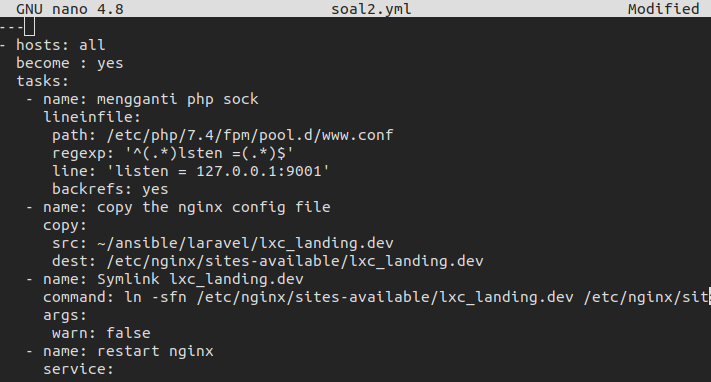 GNU nano 4.8 soal2.yml Modified
---
- hosts: all
  become : yes
  tasks:
   - name: mengganti php sock
     lineinfile:
      path: /etc/php/7.4/fpm/pool.d/www.conf
      regexp: '^(.*)lsten =(.*)$'
      line: 'listen = 127.0.0.1:9001'
      backrefs: yes
   - name: copy the nginx config file
     copy:
      src: ~/ansible/laravel/lxc_landing.dev
      dest: /etc/nginx/sites-available/lxc_landing.dev
   - name: Symlink lxc_landing.dev
     command: ln -sfn /etc/nginx/sites-available/lxc_landing.dev /etc/nginx/sit
     args:
      warn: false
   - name: restart nginx
     service: